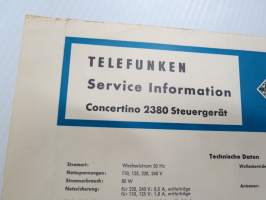 TELEFUNKEN
Service Information
Concertino 2380 Steuergerät
Technische Daten
Stromart: Wechselstrom 50 Hz
Netzspannungen: 110, 125, 220, 240 V
Stromverbrauch: 80 W
Netzsicherung: für 220, 240 V: 0,8 A, mittelträge
für 110, 125 V: 1,6 A, mittelträge
Antennen: